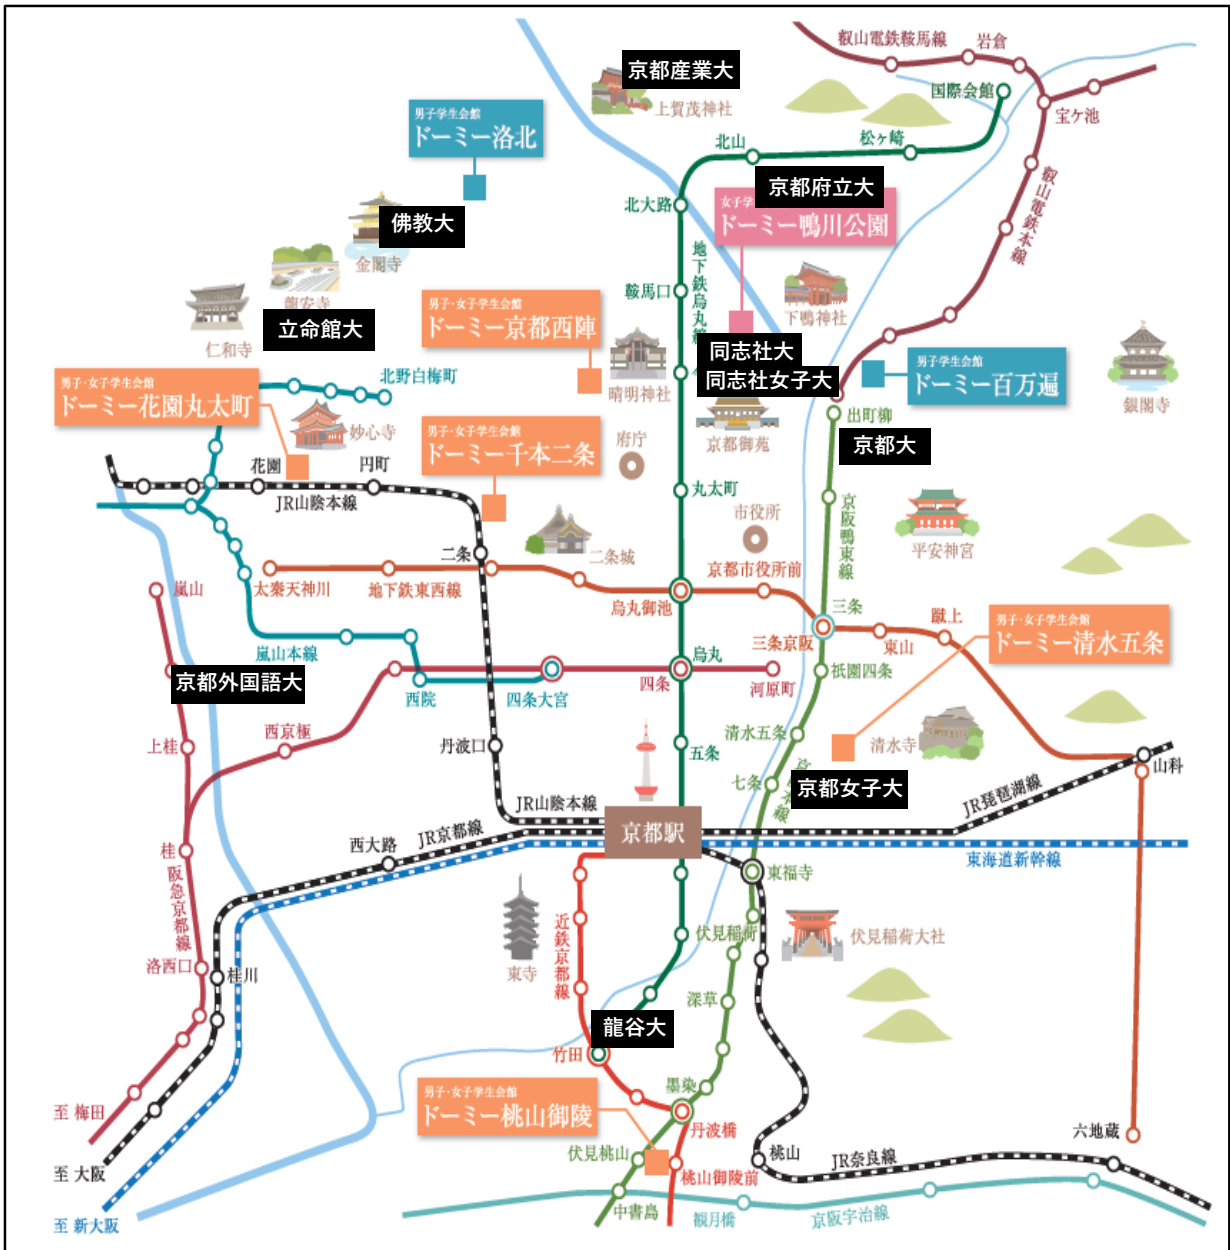 叡山電鉄鞍馬線
岩倉
京都産業大
上賀茂神社
国際会館
宝ケ池
男子学生会館
ドーミー洛北
北山
松ヶ崎
京都府立大
叡山電鉄本線
佛教大
金閣寺
北大路
女子学
ドーミー鴨川公園
地下鉄烏丸線
龍安寺
立命館大
仁和寺
鞍馬口
下鴨神社
男子・女子学生会館
ドーミー京都西陣
晴明神社
同志社大
同志社女子大
男子学生会館
ドーミー百万遍
銀閣寺
北野白梅町
男子・女子学生会館
ドーミー花園丸太町
妙心寺
京都御苑
出町柳
京都大
男子・女子学生会館
ドーミー千本二条
府庁
花園
円町
JR山陰本線
丸太町
市役所
京阪鴨東線
平安神宮
二条
二条城
嵐山
太秦天神川
地下鉄東西線
烏丸御池
京都市役所前
三条
三条京阪
東山
蹴上
男子・女子学生会館
ドーミー清水五条
嵐山本線
京都外国語大
西院
四条大宮
烏丸
四条
河原町
祇園四条
上桂
西京極
丹波口
五条
清水五条
清水寺
七条
京都女子大
山科
JR琵琶湖線
JR山陰本線
京都駅
西大路
JR京都線
東海道新幹線
桂
阪急京都線
東福寺
近鉄京都線
東寺
伏見稲荷
伏見稲荷大社
洛西口
桂川
深草
龍谷大
竹田
墨染
男子・女子学生会館
ドーミー桃山御陵
丹波橋
至 梅田
六地蔵
伏見桃山
桃山
JR奈良線
至 大阪
桃山御陵前
中書島
観月橋
京阪宇治線
至 新大阪